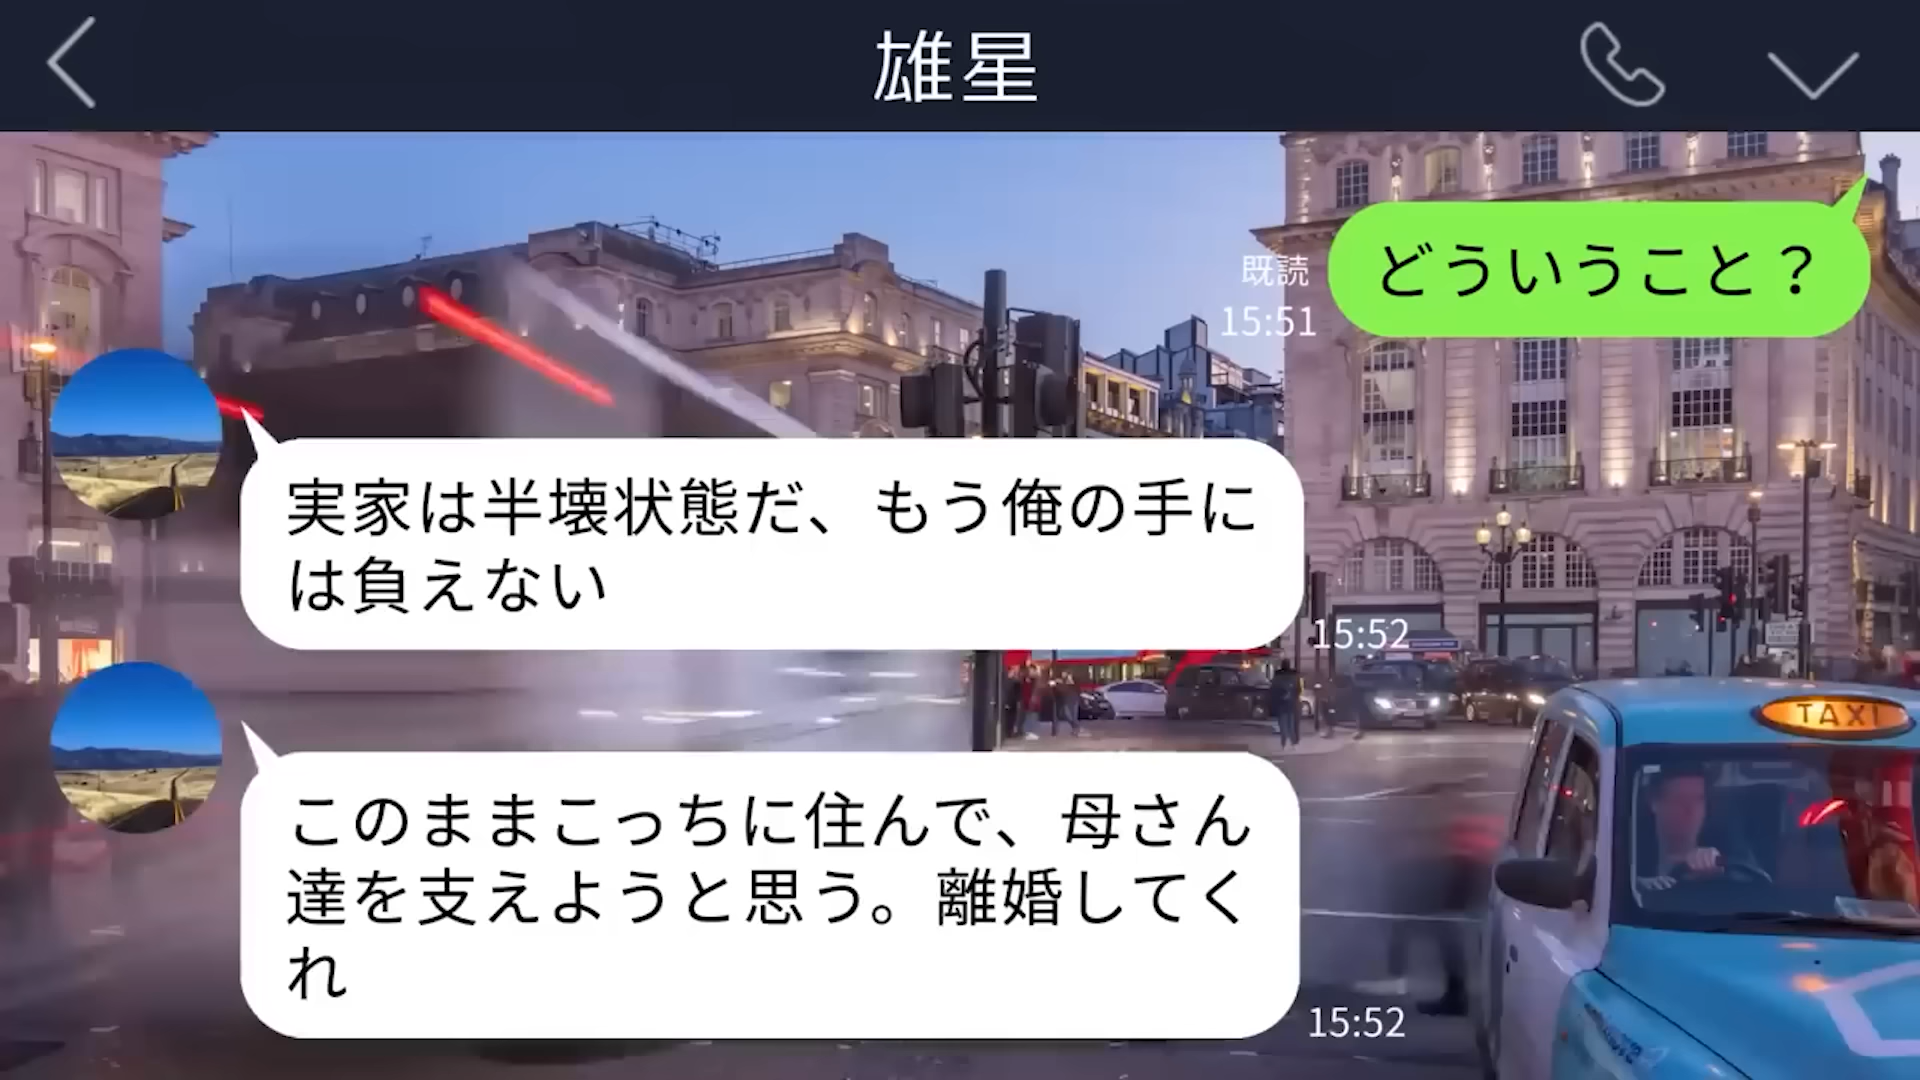 雄星
どういうこと？
既読
15:51
実家は半壊状態だ、もう俺の手に
は負えない
15:52
このままこっちに住んで、母さん
達を支えようと思う。離婚してく
れ
15:52
TAXI